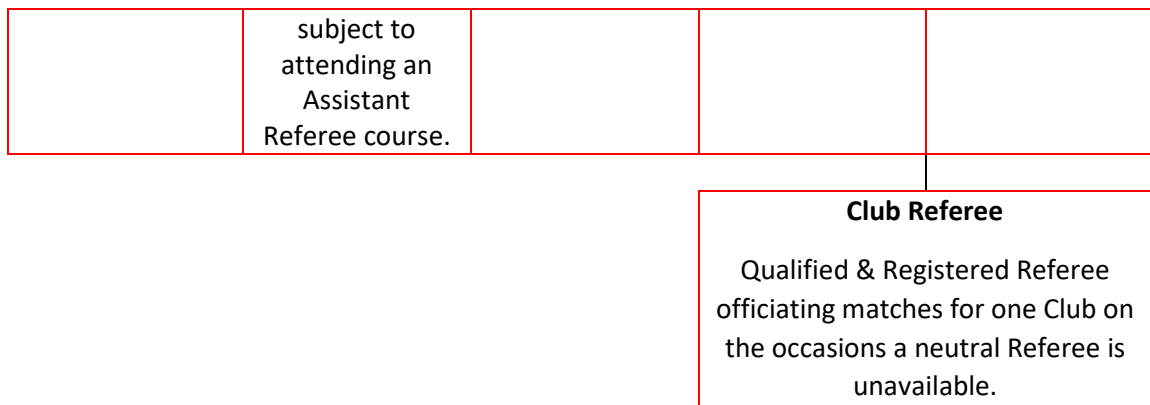 subject to
attending an
Assistant
Referee course.
Club Referee
Qualified & Registered Referee
officiating matches for one Club on
the occasions a neutral Referee is
unavailable.